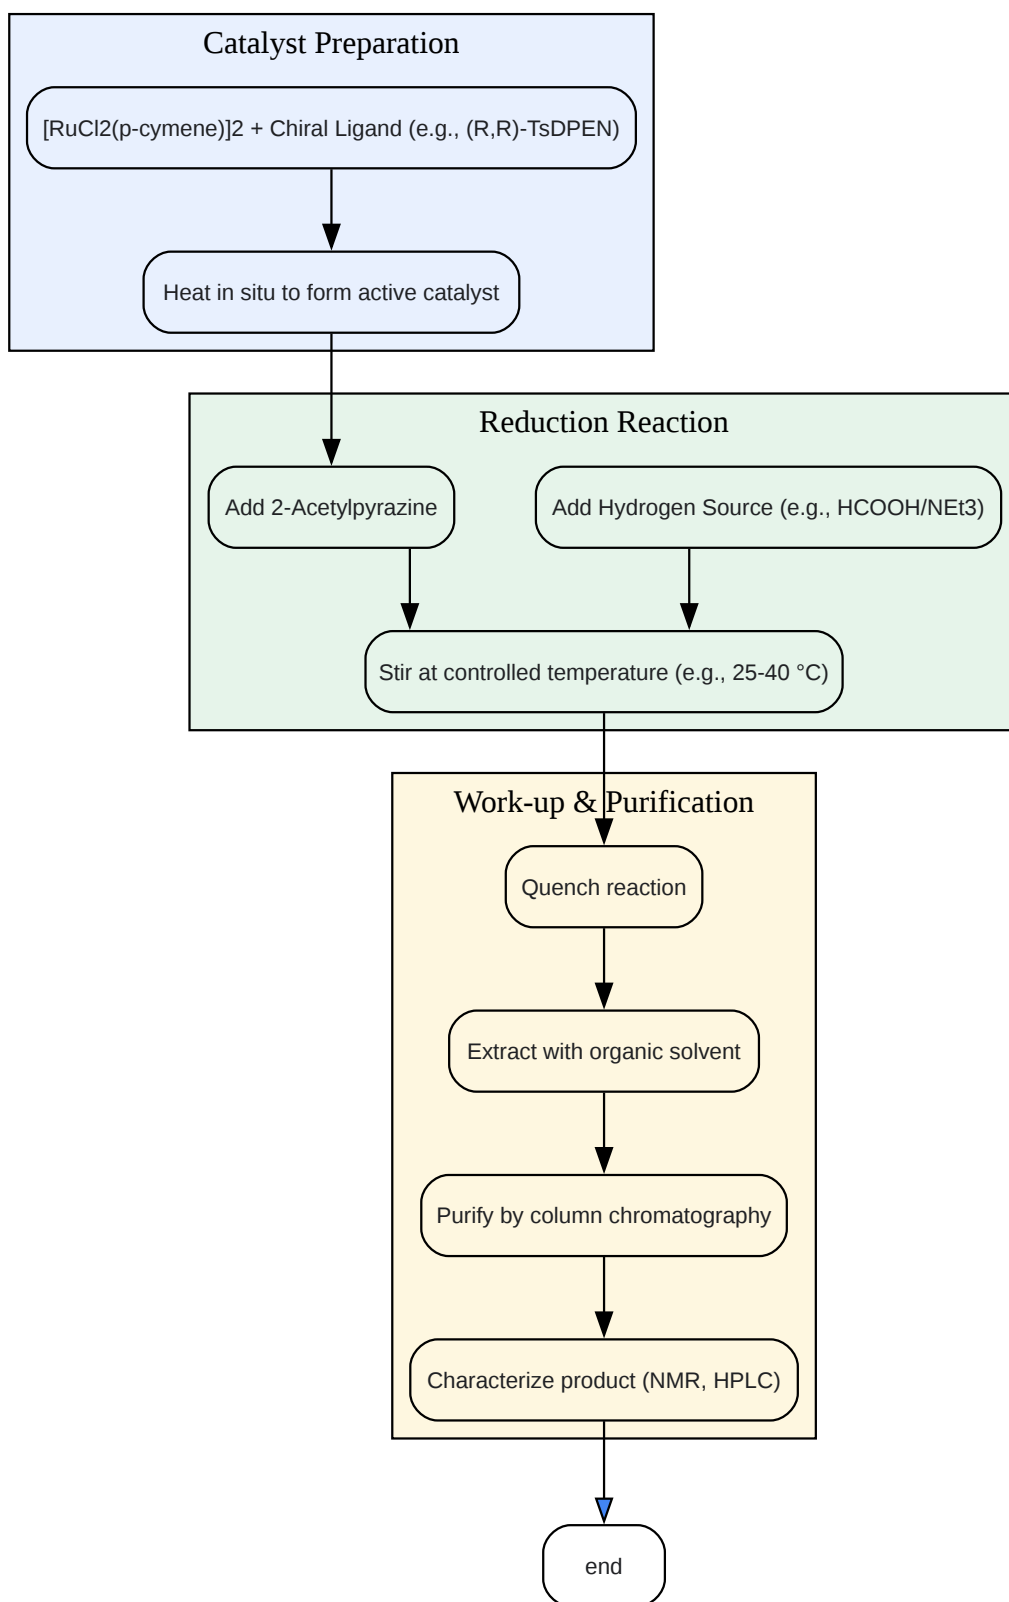 Catalyst Preparation
[RuCl2(p-cymene)]2 + Chiral Ligand (e.g., (R,R)-TsDPEN)
Heat in situ to form active catalyst
Reduction Reaction
Add 2-Acetylpyrazine
Add Hydrogen Source (e.g., HCOOH/NEt3)
Stir at controlled temperature (e.g., 25-40 °C)
Work-up & Purification
Quench reaction
Extract with organic solvent
Purify by column chromatography
Characterize product (NMR, HPLC)
end